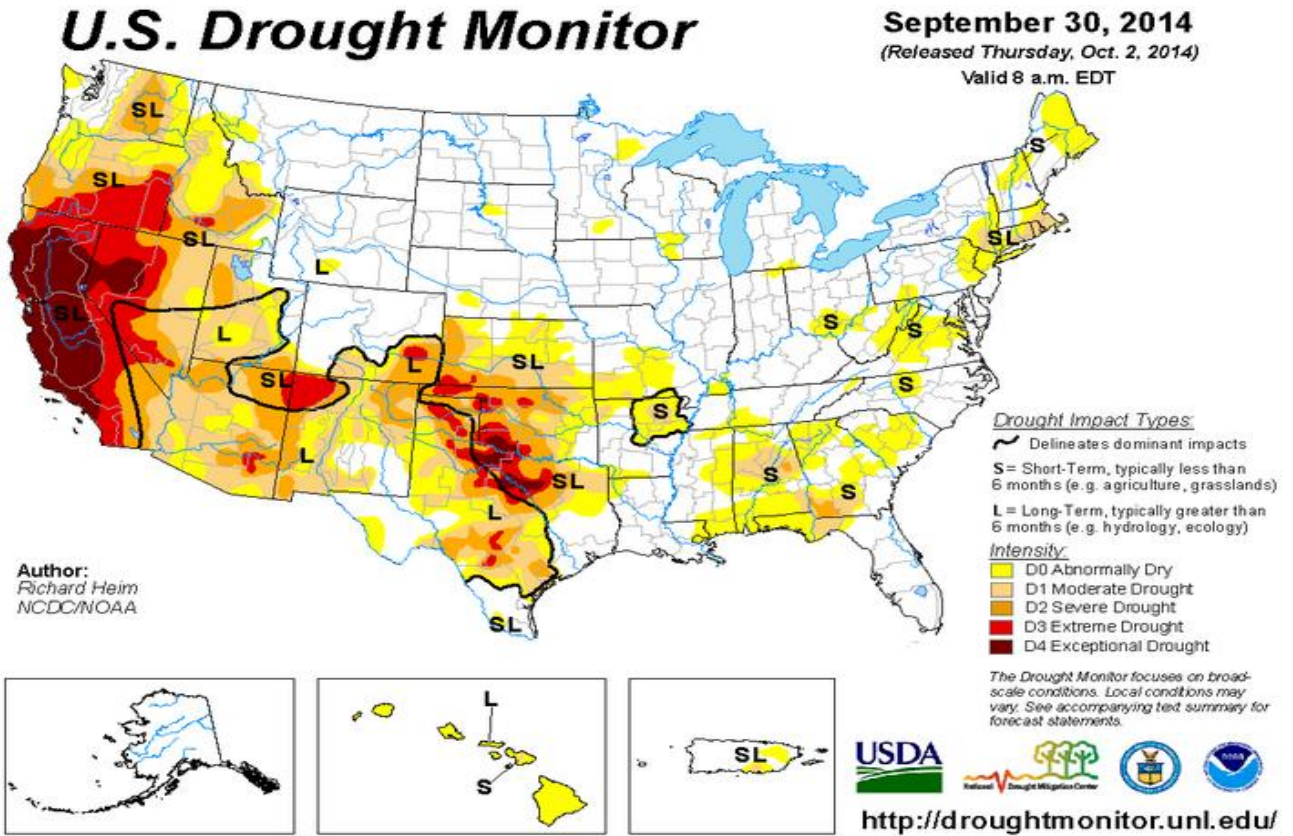 U.S. Drought Monitor
September 30, 2014
(Released Thursday, Oct. 2, 2014)
Valid 8 a.m. EDT
SL
S
SL
SL
SL
L
SL
S
S
L
SL
SL
L
S
S
L
S
SL
S
L
SL
Drought Impact Types:
Delineates dominant impacts
S = Short-Term, typically less than
6 months (e.g. agriculture, grasslands)
L = Long-Term, typically greater than
6 months (e.g. hydrology, ecology)
Intensity:
D0 Abnormally Dry
D1 Moderate Drought
D2 Severe Drought
D3 Extreme Drought
D4 Exceptional Drought
Author:
Richard Heim
NCDC/NOAA
The Drought Monitor focuses on broad-
scale conditions. Local conditions may
vary. See accompanying text summary for
forecast statements.
L
S
SL
USDA
National Drought Mitigation Center
http://droughtmonitor.unl.edu/